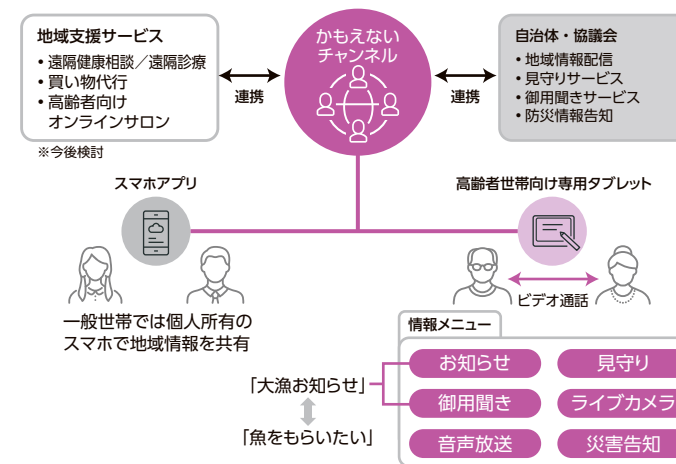 地域支援サービス
• 遠隔健康相談／遠隔診療
• 買い物代行
• 高齢者向け
オンラインサロン
※今後検討
連携
かもえない
チャンネル
連携
自治体・協議会
• 地域情報配信
• 見守りサービス
• 御用聞きサービス
• 防災情報告知
スマホアプリ
高齢者世帯向け専用タブレット
一般世帯では個人所有の
スマホで地域情報を共有
ビデオ通話
情報メニュー
お知らせ
見守り
御用聞き
ライブカメラ
音声放送
災害告知
「大漁お知らせ」
「魚をもらいたい」